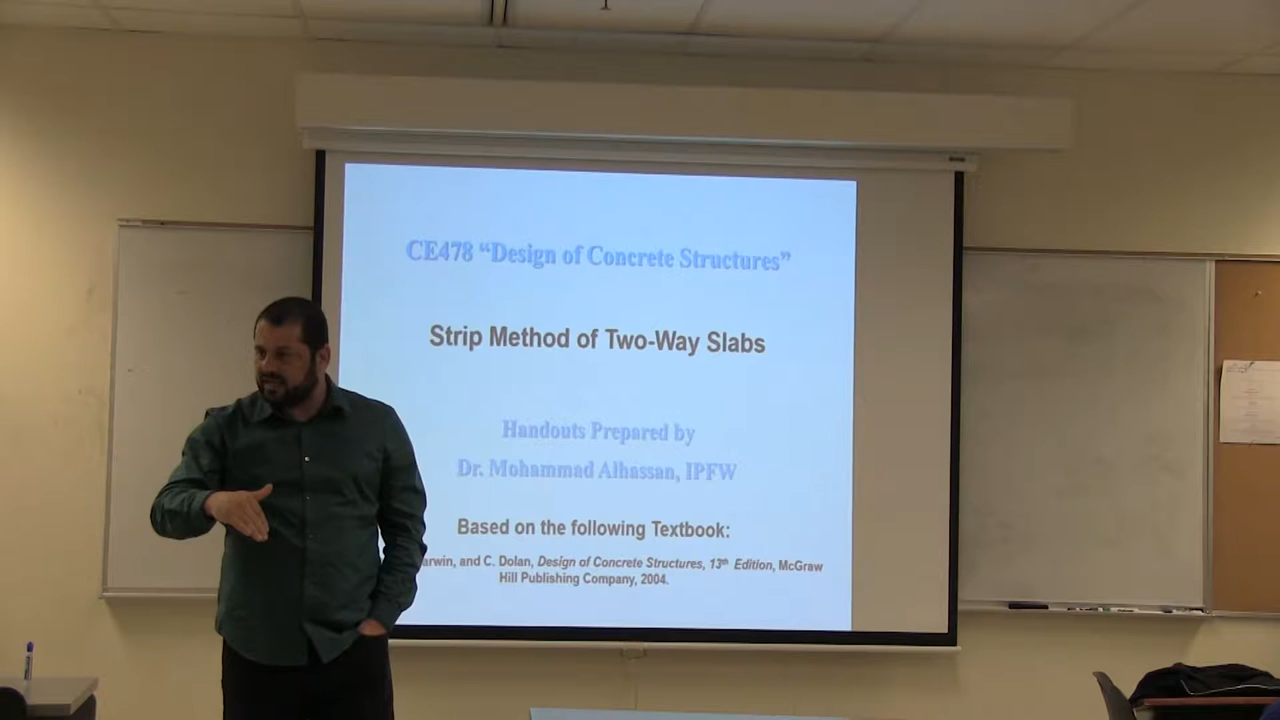 CE478 “Design of Concrete Structures”
Strip Method of Two-Way Slabs
Handouts Prepared by
Dr. Mohammad Alhassan, IPFW
Based on the following Textbook:
arwin, and C. Dolan, Design of Concrete Structures, 13th Edition, McGraw
Hill Publishing Company, 2004.